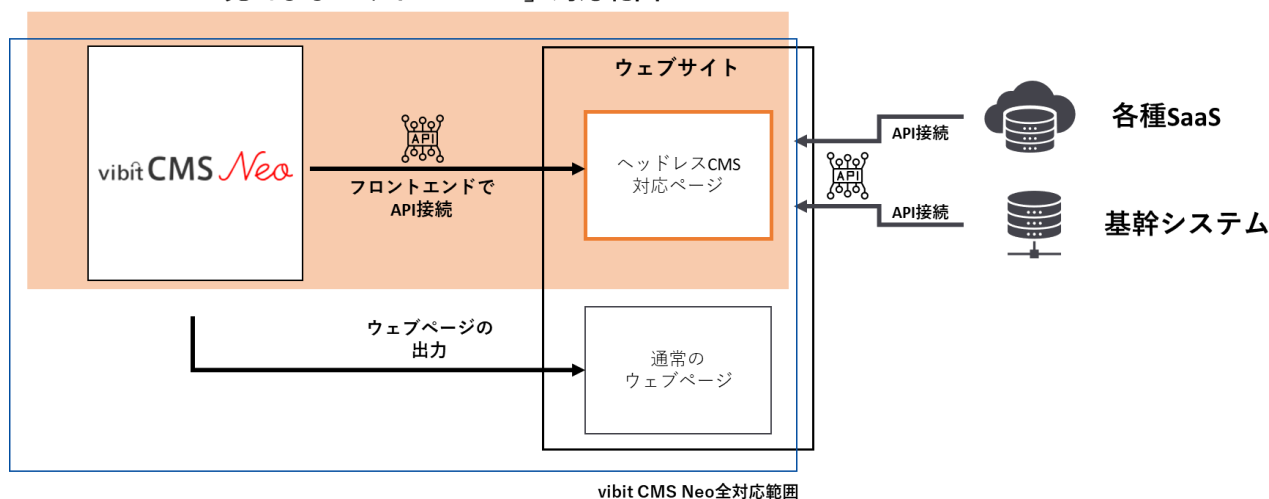 ウェブサイト
vibit CMS Neo
API
フロントエンドで
API接続
ヘッドレスCMS
対応ページ
API接続
各種SaaS
API
API接続
基幹システム
ウェブページの
出力
通常の
ウェブページ
vibit CMS Neo全対応範囲